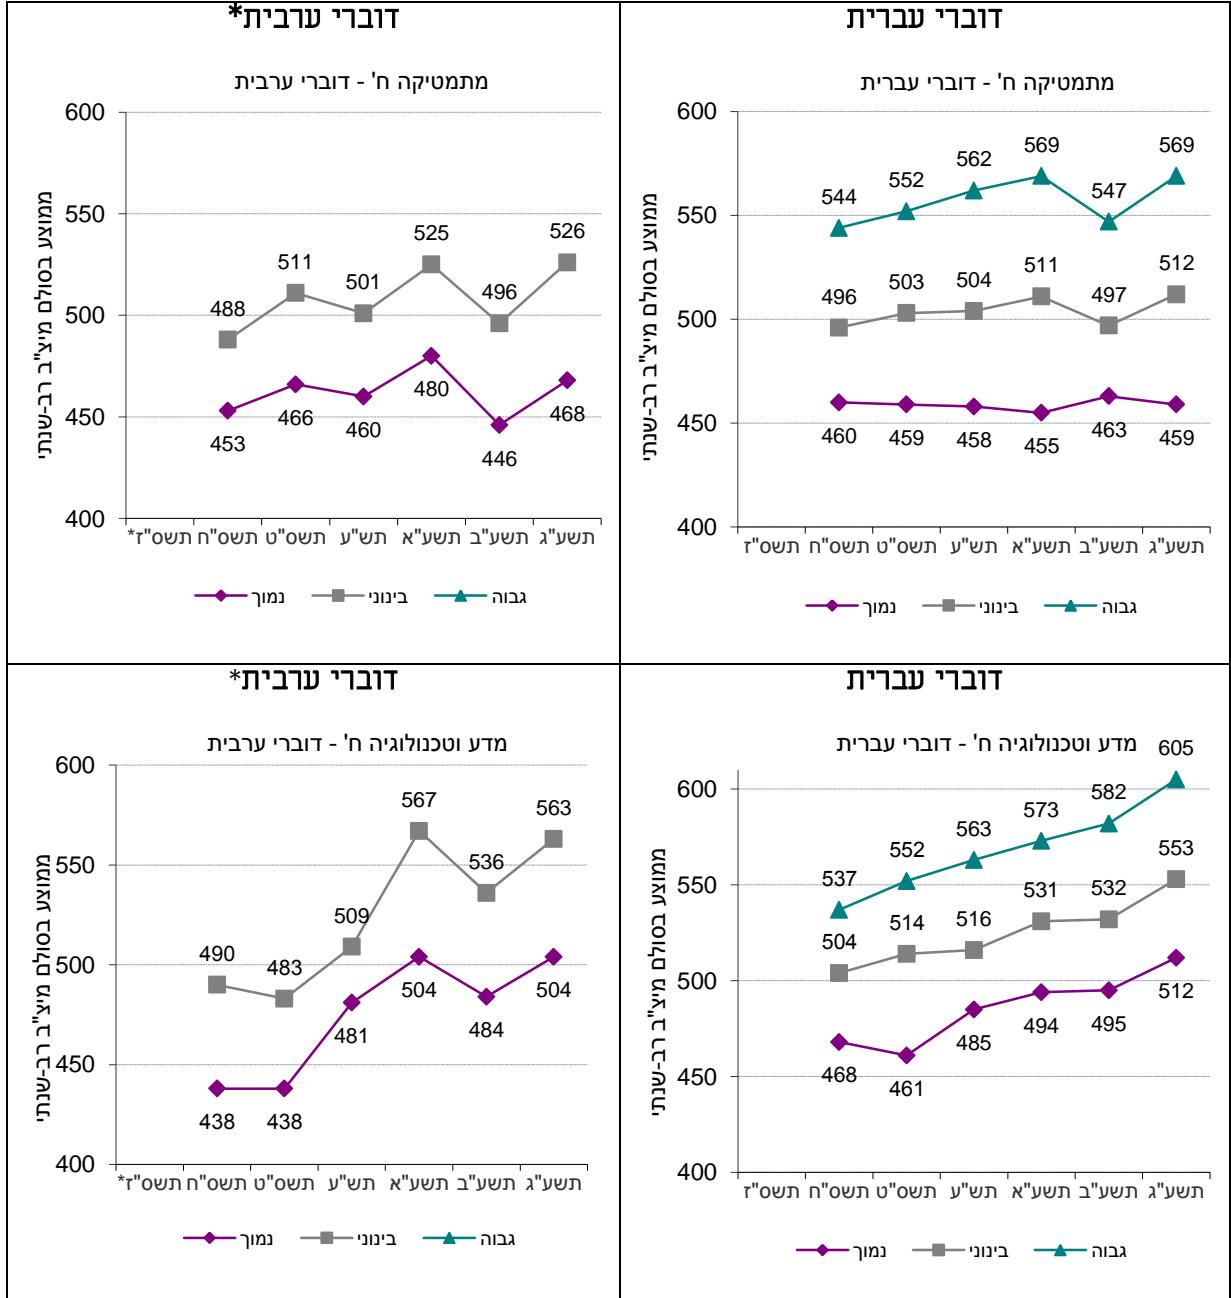 דוברי עברית
מתמטיקה ח' - דוברי עברית
ממוצע בסולם מיצ"ב רב-שנתי
600
550
500
450
400
544 552 562 569 547 569
496 503 504 511 497 512
460 459 458 455 463 459
תשס"ז תשס"ח תשס"ט תש"ע תשע"א תשע"ב תשע"ג
נמוך בינוני גבוה
דוברי ערבית*
מתמטיקה ח' - דוברי ערבית
ממוצע בסולם מיצ"ב רב-שנתי
600
550
500
450
400
488 511 501 525 496 526
453 466 460 480 446 468
תשס"ז* תשס"ח תשס"ט תש"ע תשע"א תשע"ב תשע"ג
נמוך בינוני גבוה
דוברי עברית
מדע וטכנולוגיה ח' - דוברי עברית
ממוצע בסולם מיצ"ב רב-שנתי
600
550
500
450
400
537 552 563 573 582 605
504 514 516 531 532 553
468 461 485 494 495 512
תשס"ז תשס"ח תשס"ט תש"ע תשע"א תשע"ב תשע"ג
נמוך בינוני גבוה
דוברי ערבית*
מדע וטכנולוגיה ח' - דוברי ערבית
ממוצע בסולם מיצ"ב רב-שנתי
600
550
500
450
400
490 483 509 567 536 563
438 438 481 504 484 504
תשס"ז* תשס"ח תשס"ט תש"ע תשע"א תשע"ב תשע"ג
נמוך בינוני גבוה